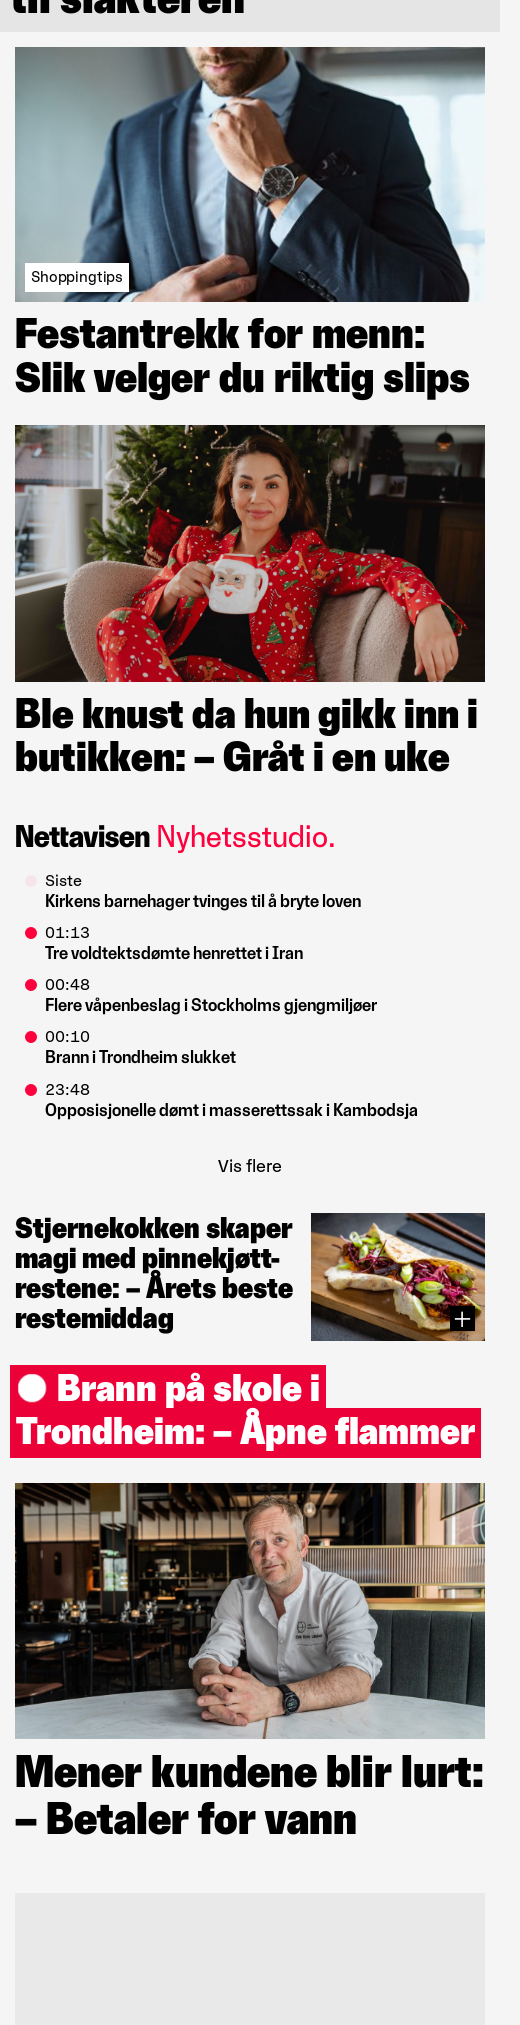 til slakteren
Shoppingtips
Festantrekk for menn:
Slik velger du riktig slips
Ble knust da hun gikk inn i
butikken: – Gråt i en uke
Nettavisen Nyhetsstudio.
Siste
Kirkens barnehager tvinges til å bryte loven
01:13
Tre voldtektsdømte henrettet i Iran
00:48
Flere våpenbeslag i Stockholms gjengmiljøer
00:10
Brann i Trondheim slukket
23:48
Opposisjonelle dømt i masserettssak i Kambodsja
Vis flere
Stjernekokken skaper
magi med pinnekjøtt-
restene: – Årets beste
restemiddag
Brann på skole i
Trondheim: – Åpne flammer
Mener kundene blir lurt:
– Betaler for vann